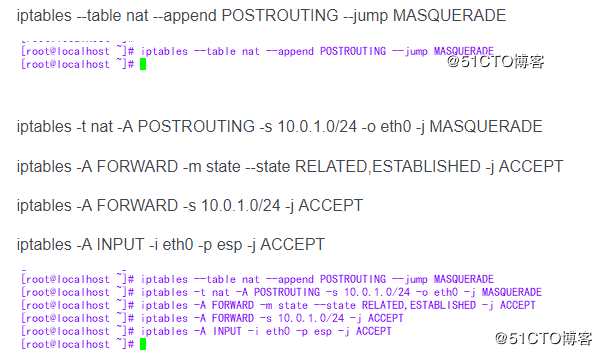 iptables --table nat --append POSTROUTING --jump MASQUERADE
[root@localhost ~]# iptables --table nat --append POSTROUTING --jump MASQUERADE
[root@localhost ~]#
@51CTO博客
iptables -t nat -A POSTROUTING -s 10.0.1.0/24 -o eth0 -j MASQUERADE
iptables -A FORWARD -m state --state RELATED,ESTABLISHED -j ACCEPT
iptables -A FORWARD -s 10.0.1.0/24 -j ACCEPT
iptables -A INPUT -i eth0 -p esp -j ACCEPT
[root@localhost ~]# iptables --table nat --append POSTROUTING --jump MASQUERADE
[root@localhost ~]# iptables -t nat -A POSTROUTING -s 10.0.1.0/24 -o eth0 -j MASQUERADE
[root@localhost ~]# iptables -A FORWARD -m state --state RELATED,ESTABLISHED -j ACCEPT
[root@localhost ~]# iptables -A FORWARD -s 10.0.1.0/24 -j ACCEPT
[root@localhost ~]# iptables -A INPUT -i eth0 -p esp -j ACCEPT
[root@localhost ~]#
@51CTO博客